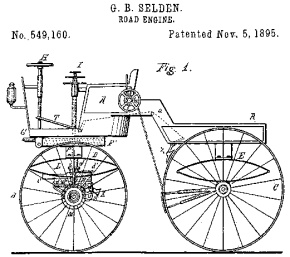 G. B. SELDEN.
ROAD ENGINE.
No. 549,160. Patented Nov. 5, 1895.
Fig. 1.